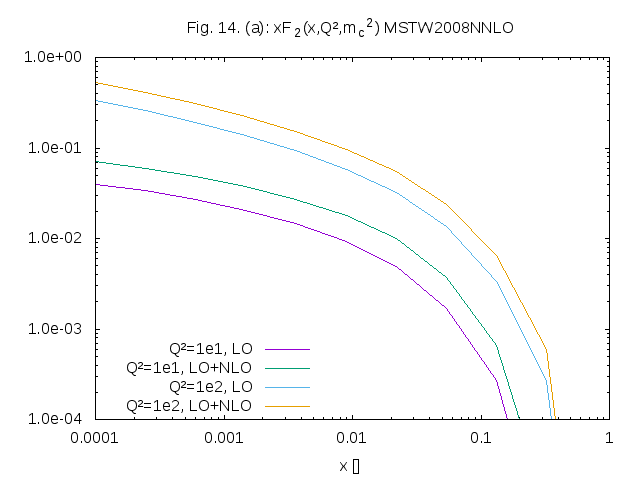 Fig. 14. (a): xF₂(x,Q²,m_c²) MSTW2008NNLO
1.0e+00
1.0e-01
1.0e-02
1.0e-03
1.0e-04
Q²=1e1, LO
Q²=1e1, LO+NLO
Q²=1e2, LO
Q²=1e2, LO+NLO
0.0001 0.001 0.01 0.1 1
x []